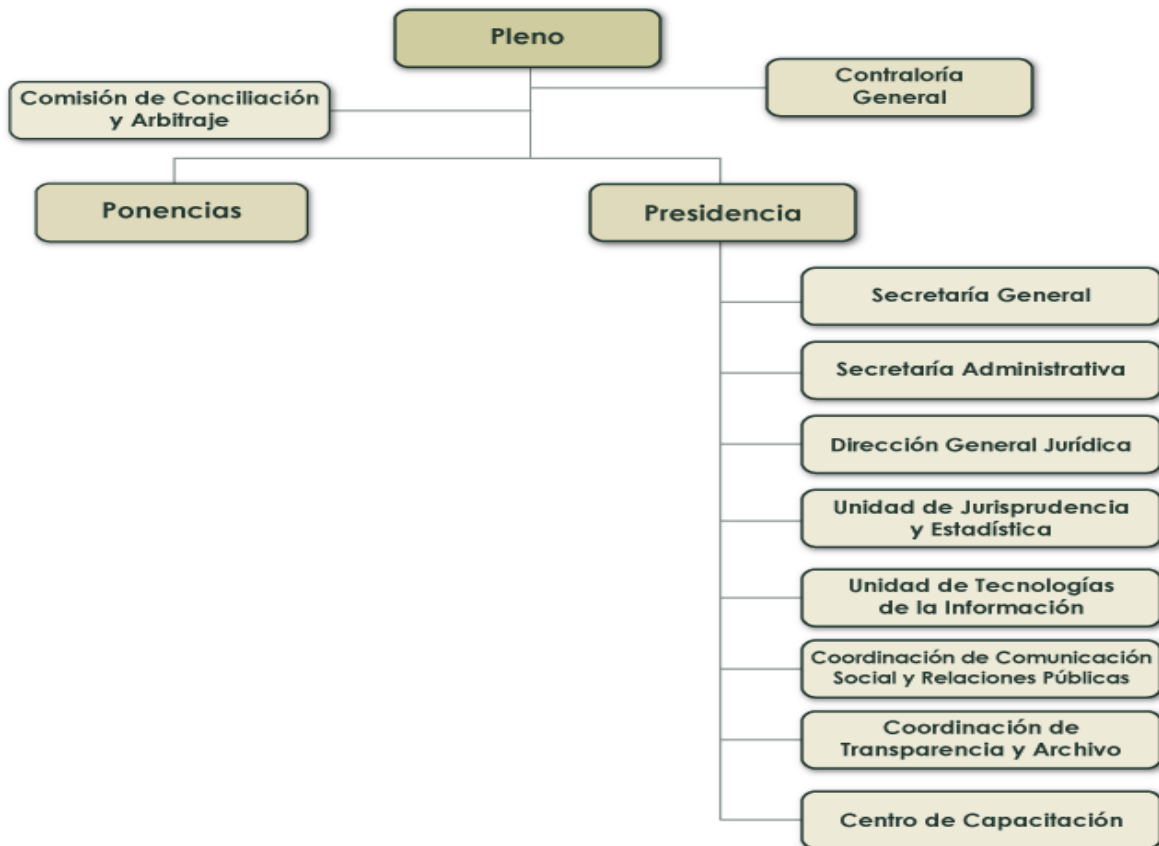 Pleno
Contraloría
General
Comisión de Conciliación
y Arbitraje
Ponencias
Presidencia
Secretaría General
Secretaría Administrativa
Dirección General Jurídica
Unidad de Jurisprudencia
y Estadística
Unidad de Tecnologías
de la Información
Coordinación de Comunicación
Social y Relaciones Públicas
Coordinación de
Transparencia y Archivo
Centro de Capacitación